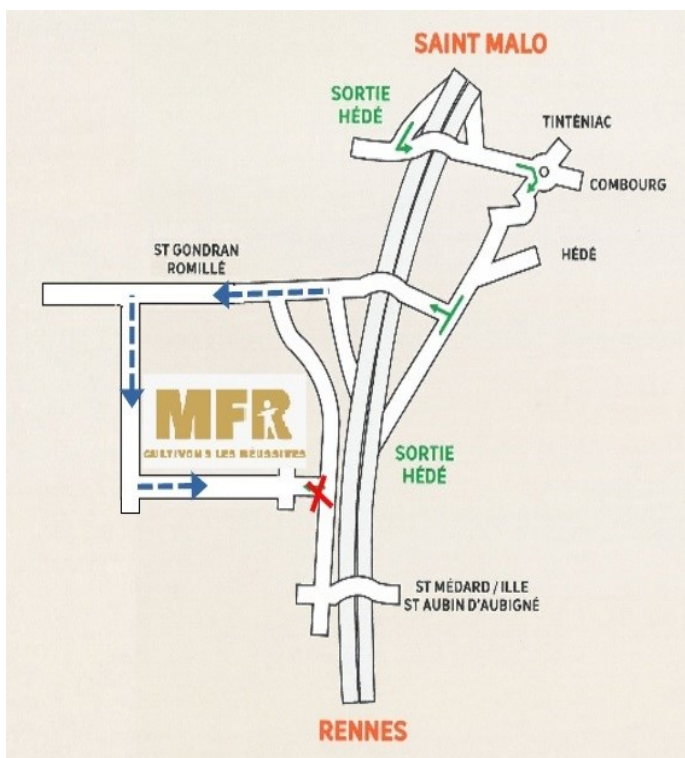 SAINT MALO
SORTIE
HÉDÉ
TINTÉNIAC
COMBOURG
ST GONDRAN
ROMILLÉ
HÉDÉ
MFR
CULTIVONS LES RÉUSSITES
SORTIE
HÉDÉ
ST MÉDARD / ILLE
ST AUBIN D'AUBIGNÉ
RENNES